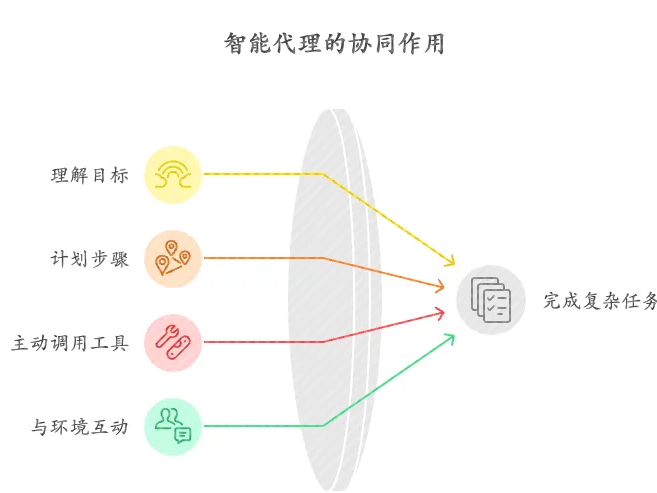 智能代理的协同作用
理解目标
计划步骤
主动调用工具
与环境互动
完成复杂任务